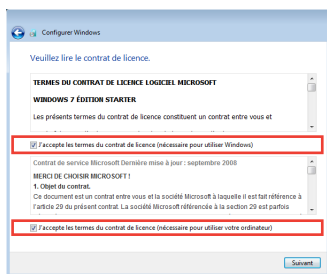 Configurer Windows
Veuillez lire le contrat de licence.
TERMES DU CONTRAT DE LICENCE LOGICIEL MICROSOFT
WINDOWS 7 ÉDITION STARTER
Les présents termes du contrat de licence constituent un contrat entre vous et
J'accepte les termes du contrat de licence (nécessaire pour utiliser Windows)
Contrat de service Microsoft Dernière mise à jour : septembre 2008
MERCI DE CHOISIR MICROSOFT !
1. Objet du contrat.
Ce document est un contrat entre vous et la société Microsoft à laquelle il est fait référence à
l'article 29 du présent contrat. La société Microsoft référencée à la section 29 est parfois
J'accepte les termes du contrat de licence (nécessaire pour utiliser votre ordinateur)
Suivant